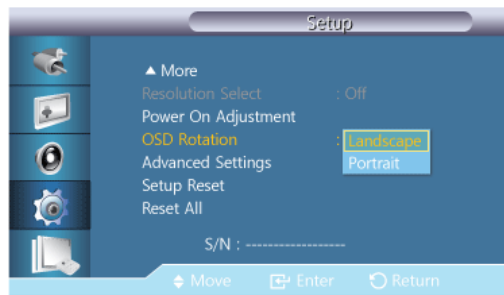 Setup
▲ More
Resolution Select : Off
Power On Adjustment
OSD Rotation : Landscape
Advanced Settings Portrait
Setup Reset
Reset All
S/N : ------------------
Move Enter Return